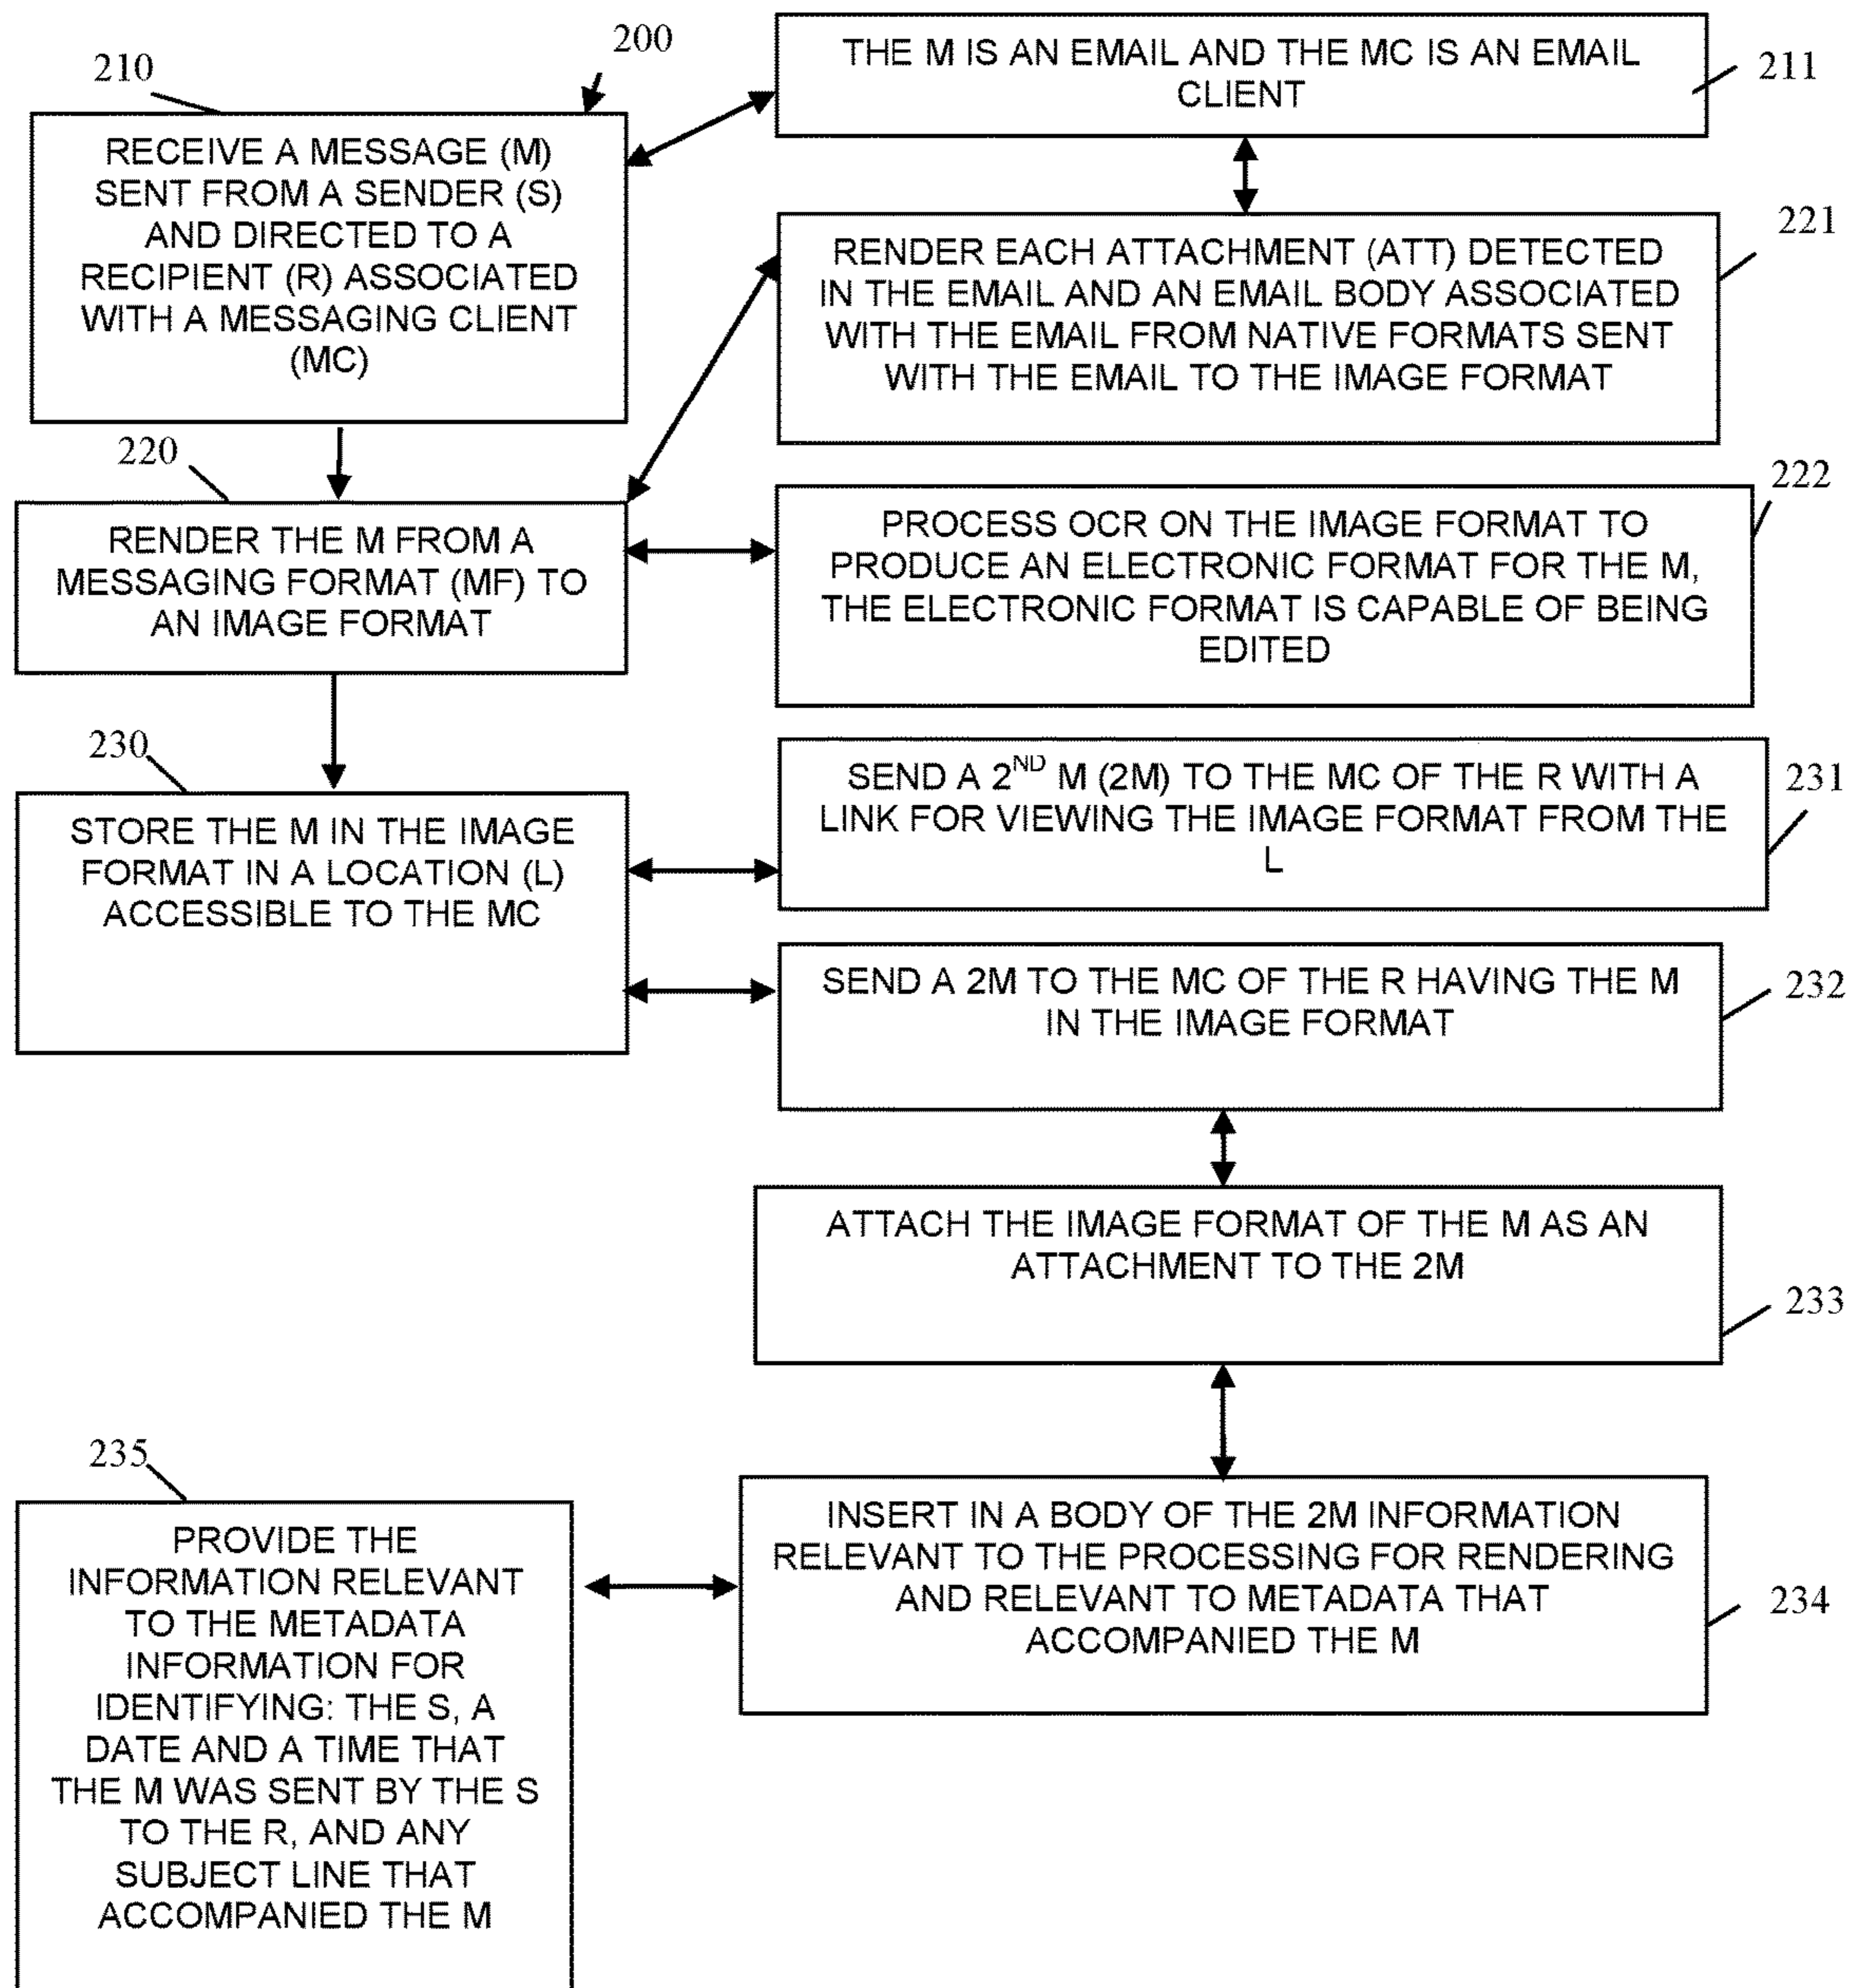 200
210
RECEIVE A MESSAGE (M)
SENT FROM A SENDER (S)
AND DIRECTED TO A
RECIPIENT (R) ASSOCIATED
WITH A MESSAGING CLIENT
(MC)
THE M IS AN EMAIL AND THE MC IS AN EMAIL
CLIENT
211
RENDER EACH ATTACHMENT (ATT) DETECTED
IN THE EMAIL AND AN EMAIL BODY ASSOCIATED
WITH THE EMAIL FROM NATIVE FORMATS SENT
WITH THE EMAIL TO THE IMAGE FORMAT
221
220
RENDER THE M FROM A
MESSAGING FORMAT (MF) TO
AN IMAGE FORMAT
PROCESS OCR ON THE IMAGE FORMAT TO
PRODUCE AN ELECTRONIC FORMAT FOR THE M,
THE ELECTRONIC FORMAT IS CAPABLE OF BEING
EDITED
222
230
STORE THE M IN THE IMAGE
FORMAT IN A LOCATION (L)
ACCESSIBLE TO THE MC
SEND A 2ND M (2M) TO THE MC OF THE R WITH A
LINK FOR VIEWING THE IMAGE FORMAT FROM THE
L
231
SEND A 2M TO THE MC OF THE R HAVING THE M
IN THE IMAGE FORMAT
232
ATTACH THE IMAGE FORMAT OF THE M AS AN
ATTACHMENT TO THE 2M
233
INSERT IN A BODY OF THE 2M INFORMATION
RELEVANT TO THE PROCESSING FOR RENDERING
AND RELEVANT TO METADATA THAT
ACCOMPANIED THE M
234
235
PROVIDE THE
INFORMATION RELEVANT
TO THE METADATA
INFORMATION FOR
IDENTIFYING: THE S, A
DATE AND A TIME THAT
THE M WAS SENT BY THE S
TO THE R, AND ANY
SUBJECT LINE THAT
ACCOMPANIED THE M